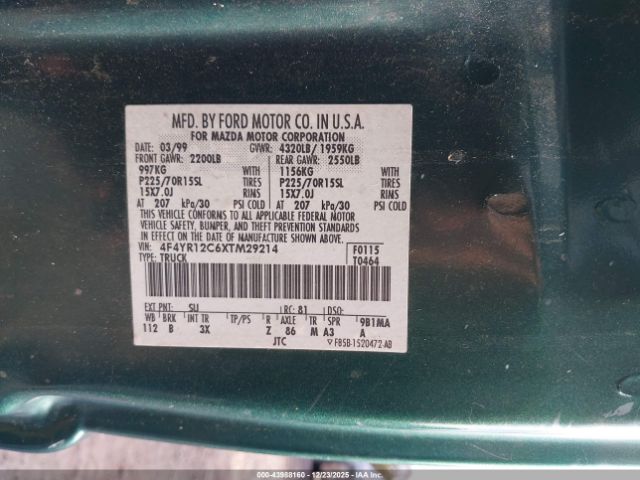 MFD. BY FORD MOTOR CO. IN U.S.A.
FOR MAZDA MOTOR CORPORATION
DATE: 03/99 GVWR: 4320LB/ 1959KG
FRONT GAWR: 2200LB REAR GAWR: 2550LB
997KG WITH 1156KG WITH
P225/70R15SL TIRES P225/70R15SL TIRES
15X7.0J RIMS 15X7.0J RIMS
AT 207 kPa/30 PSI COLD AT 207 kPa/30 PSI COLD
THIS VEHICLE CONFORMS TO ALL APPLICABLE FEDERAL MOTOR
VEHICLE SAFETY, BUMPER, AND THEFT PREVENTION STANDARDS
IN EFFECT ON THE DATE OF MANUFACTURE SHOWN ABOVE.
VIN: 4F4YR12C6XTM29214 F0115
TYPE: TRUCK T0464
EXT PNT: SU RC: 81 DSO:
WB BRK INT TR TP/PS R AXLE TR SPR 9B1MA
112 B 3X Z 86 M A3 A
JTC ▽ F85B-1520472-AB
000-43988160 - 12/23/2025 - IAA Inc.